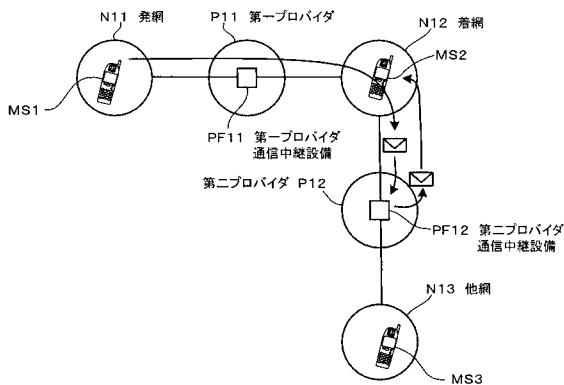 N11 発網
P11 第一プロバイダ
N12 着網
MS1
MS2
PF11 第一プロバイダ
通信中継設備
第二プロバイダ P12
PF12 第二プロバイダ
通信中継設備
N13 他網
MS3